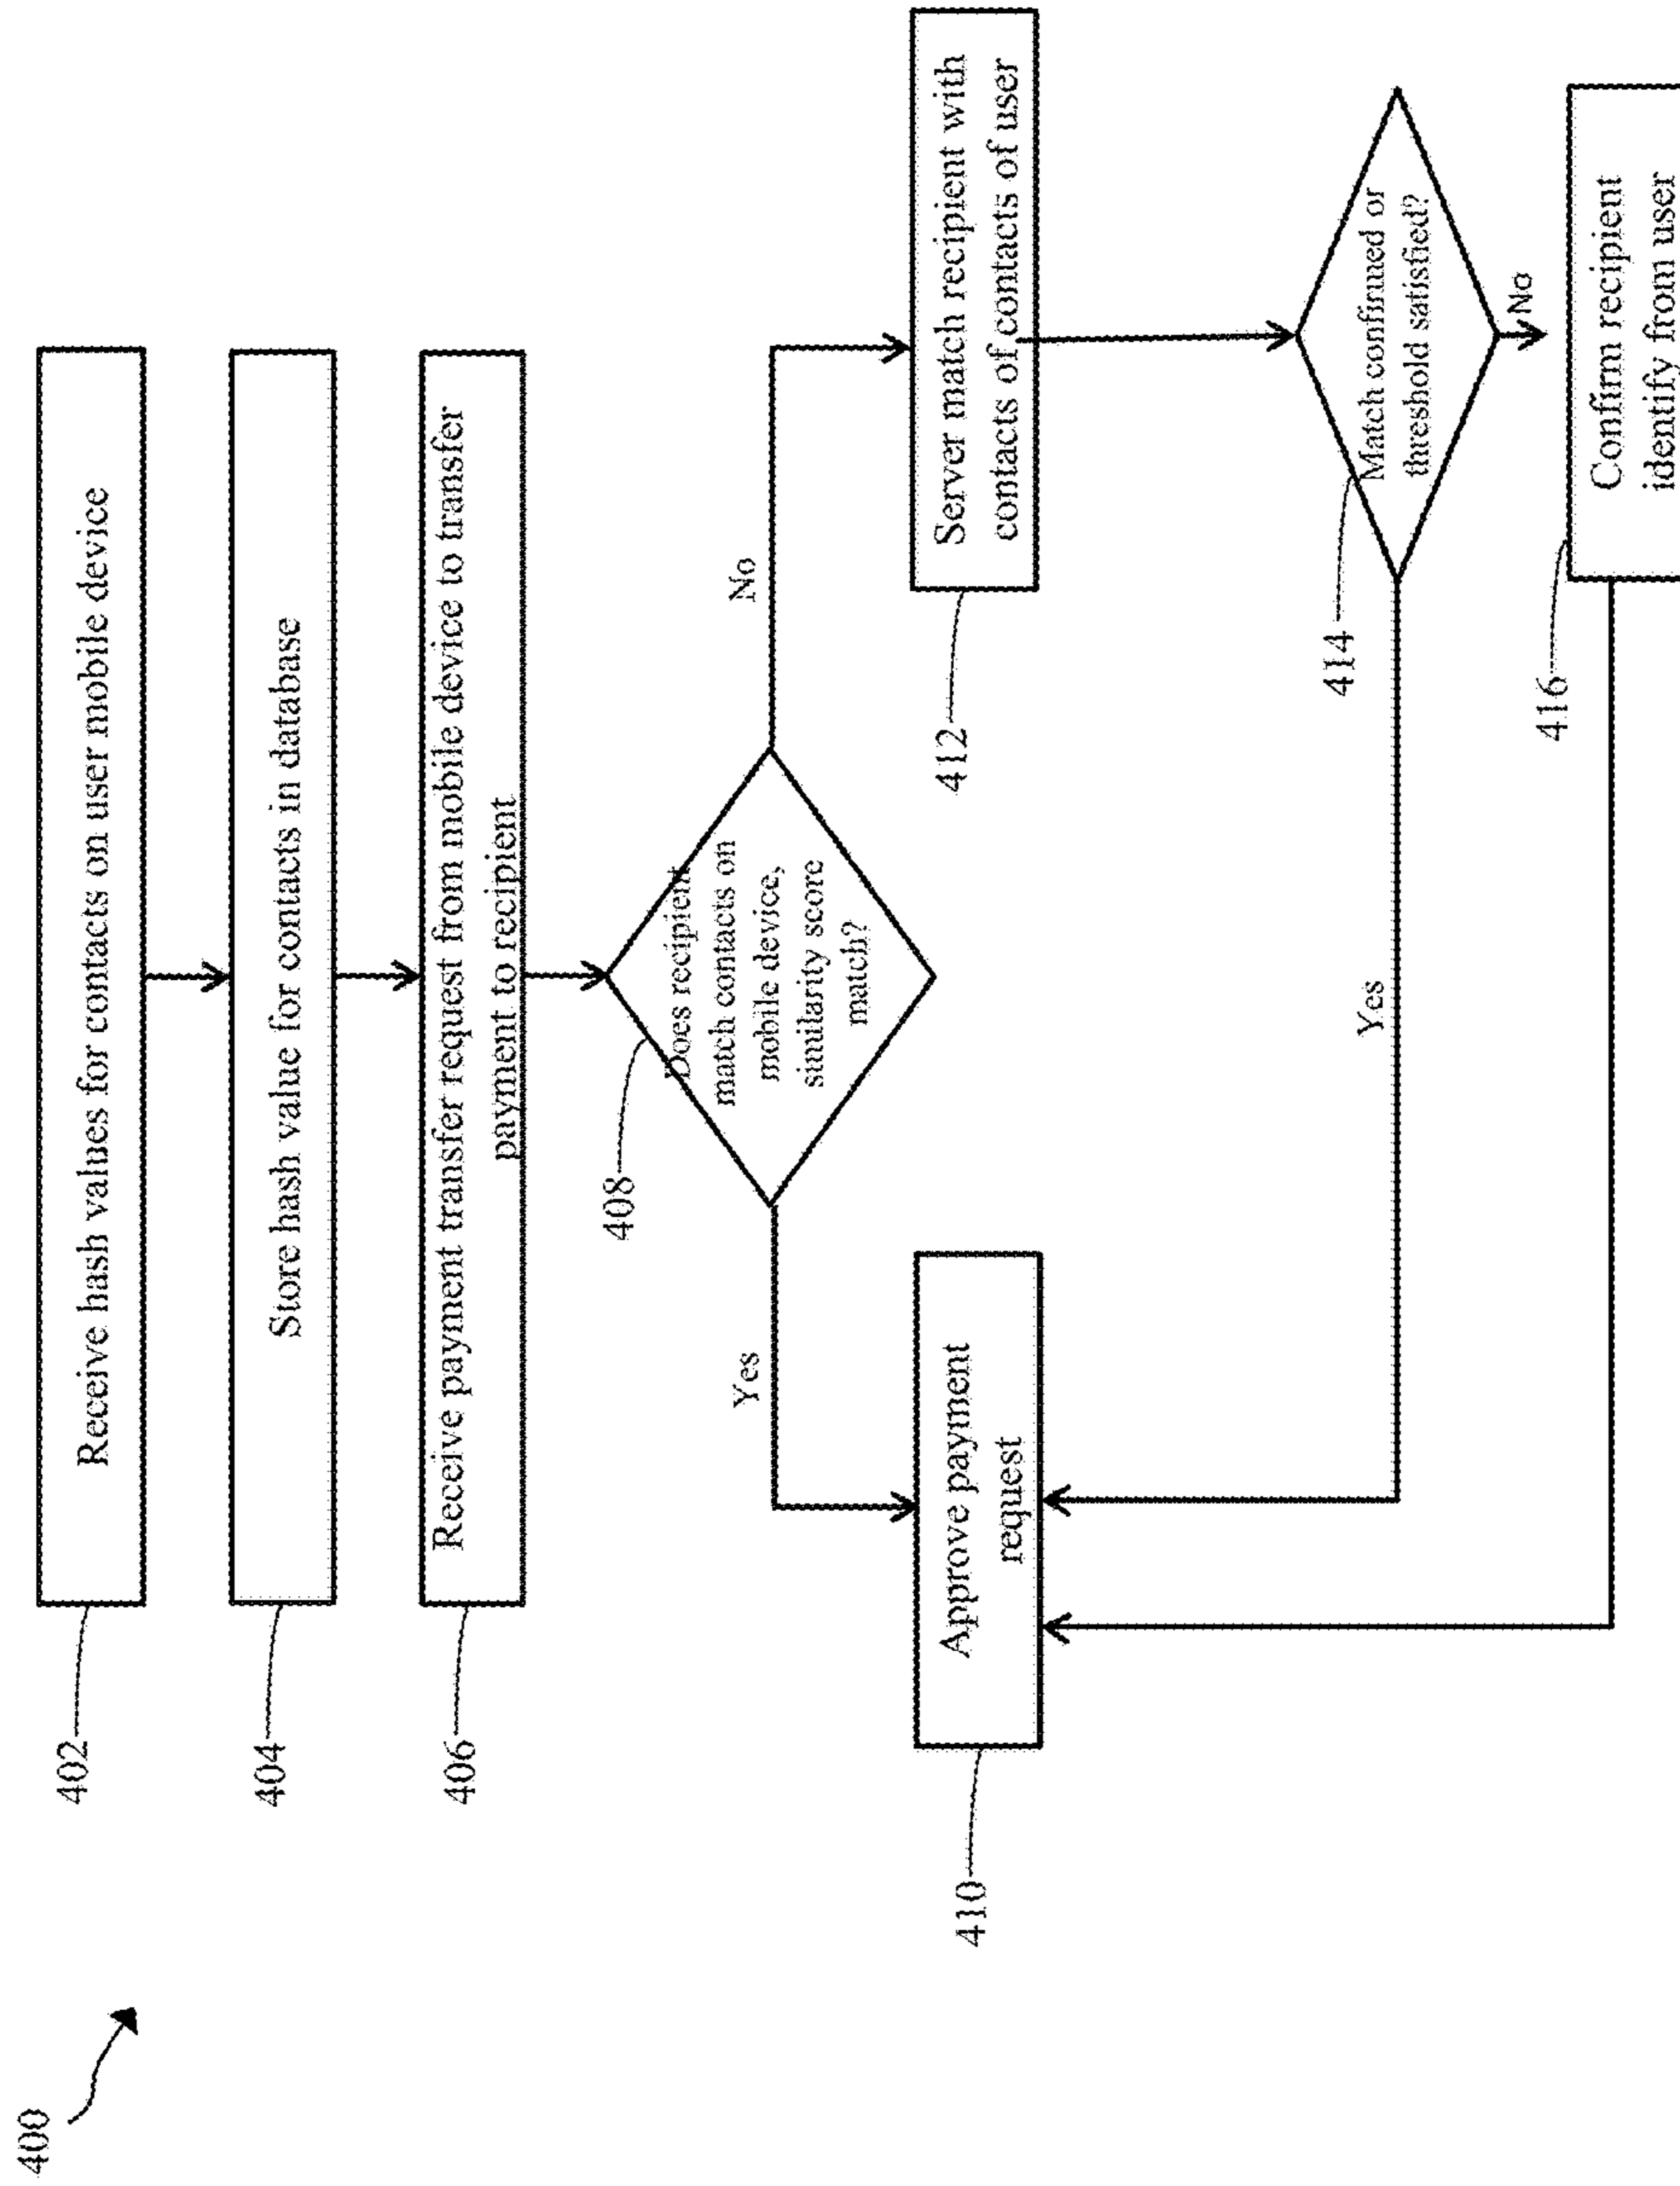 400
402
Receive hash values for contacts on user mobile device
404
Store hash value for contacts in database
406
Receive payment transfer request from mobile device to transfer
payment to recipient
408
Does recipient
match contacts on
mobile device,
similarity score
match?
Yes
No
410
Approve payment
request
412
Server match recipient with
contacts of contacts of user
414
Match confirmed or
threshold satisfied?
Yes
No
416
Confirm recipient
identify from user